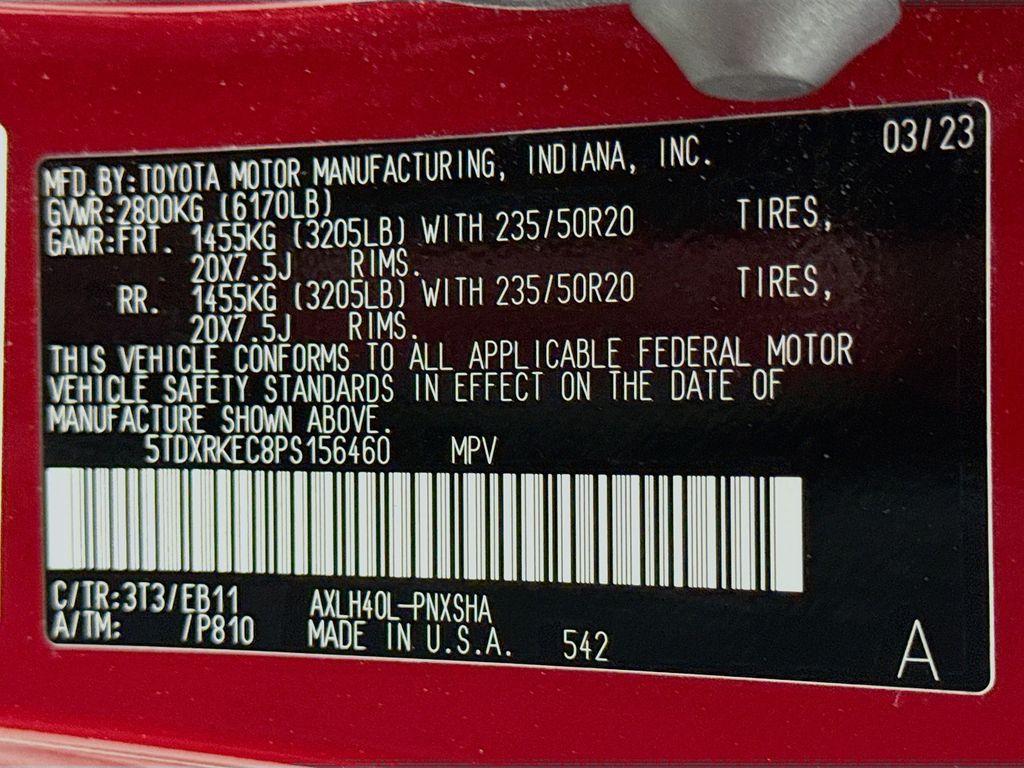 03/23
MFD.BY:TOYOTA MOTOR MANUFACTURING, INDIANA, INC.
GVWR:2800KG (6170LB)
GAWR:FRT. 1455KG (3205LB) WITH 235/50R20 TIRES,
20X7.5J RIMS.
RR. 1455KG (3205LB) WITH 235/50R20 TIRES,
20X7.5J RIMS.
THIS VEHICLE CONFORMS TO ALL APPLICABLE FEDERAL MOTOR
VEHICLE SAFETY STANDARDS IN EFFECT ON THE DATE OF
MANUFACTURE SHOWN ABOVE.
5TDXRKEC8PS156460 MPV
C/TR:3T3/EB11 AXLH40L-PNXSHA
A/TM: /P810 MADE IN U.S.A. 542
A